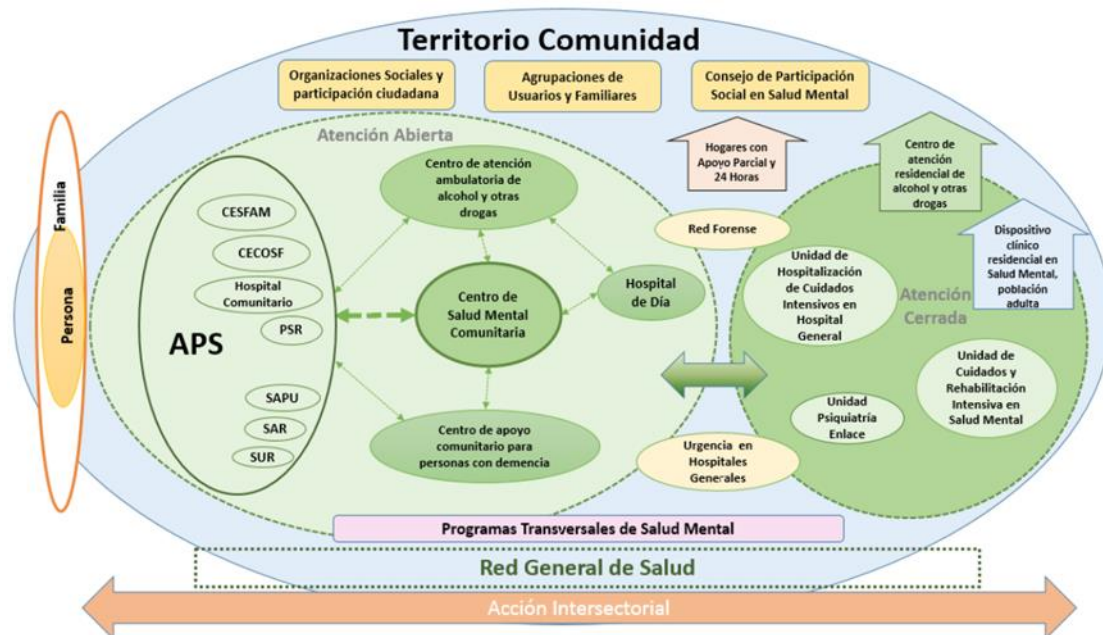 Territorio Comunidad
Organizaciones Sociales y
participación ciudadana
Agrupaciones de
Usuarios y Familiares
Consejo de Participación
Social en Salud Mental
Familia
Persona
Atención Abierta
APS
CESFAM
CECOSF
Hospital
Comunitario
PSR
SAPU
SAR
SUR
Centro de atención
ambulatoria de
alcohol y otras
drogas
Centro de
Salud Mental
Comunitaria
Hospital
de Día
Centro de apoyo
comunitario para
personas con demencia
Hogares con
Apoyo Parcial y
24 Horas
Red Forense
Urgencia en
Hospitales
Generales
Centro de
atención
residencial de
alcohol y otras
drogas
Dispositivo
clínico
residencial en
Salud Mental,
población
adulta
Atención
Cerrada
Unidad de
Hospitalización
de Cuidados
Intensivos en
Hospital
General
Unidad
Psiquiatría
Enlace
Unidad de
Cuidados y
Rehabilitación
Intensiva en
Salud Mental
Programas Transversales de Salud Mental
Red General de Salud
Acción Intersectorial